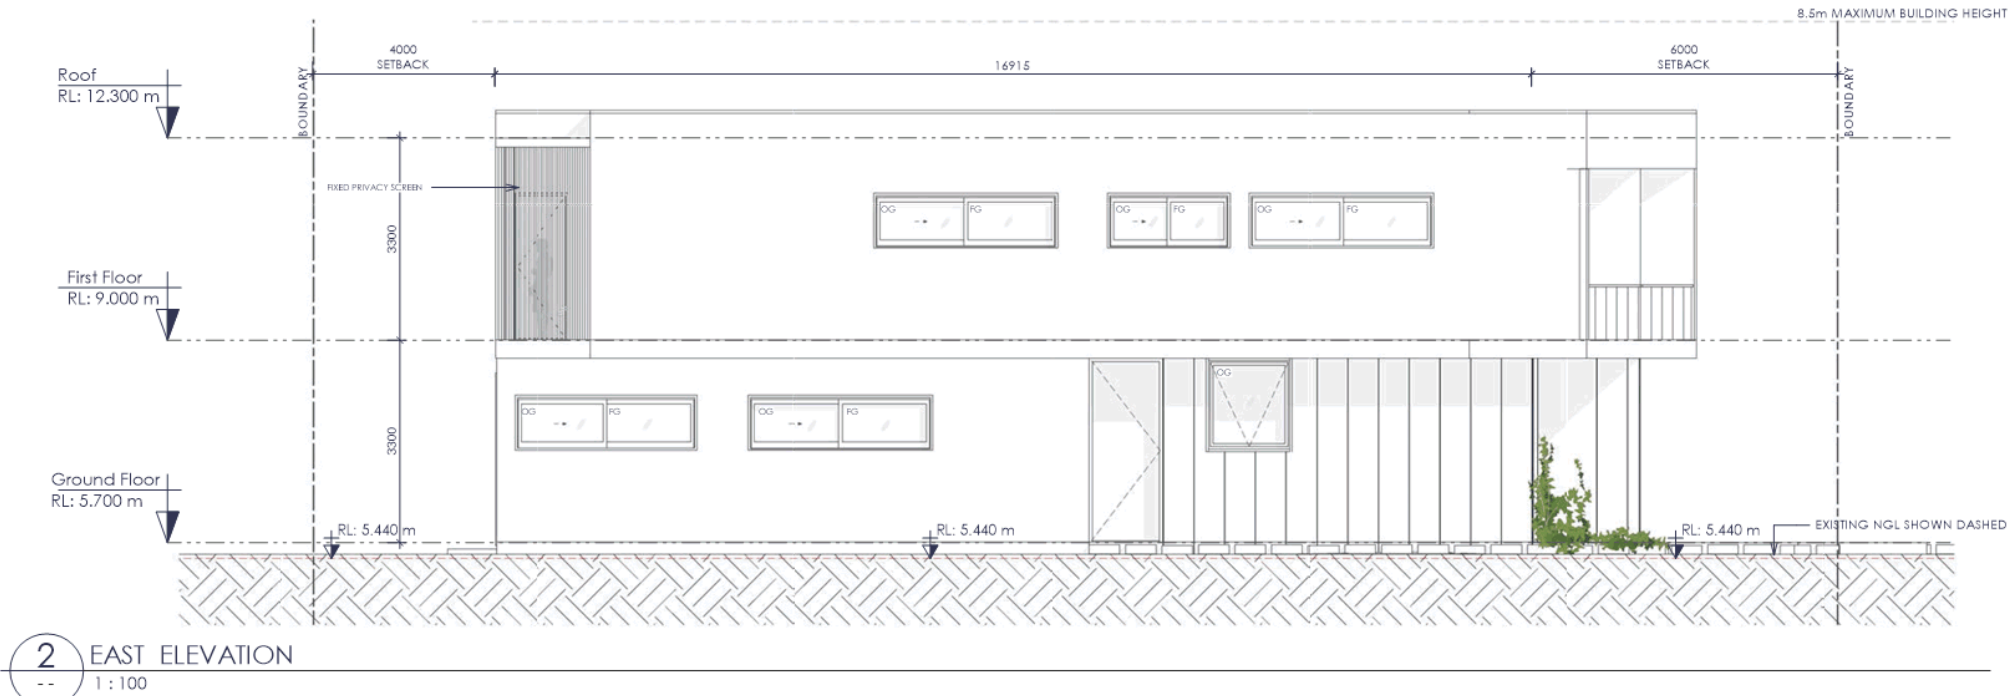 8.5m MAXIMUM BUILDING HEIGHT
4000
SETBACK
16915
6000
SETBACK
BOUNDARY
BOUNDARY
Roof
RL: 12.300 m
FIXED PRIVACY SCREEN
3300
OG FG
OG FG
OG FG
First Floor
RL: 9.000 m
3300
OG FG
OG FG
OG
Ground Floor
RL: 5.700 m
RL: 5.440 m
RL: 5.440 m
RL: 5.440 m
EXISTING NGL SHOWN DASHED
2
--
EAST ELEVATION
1 : 100